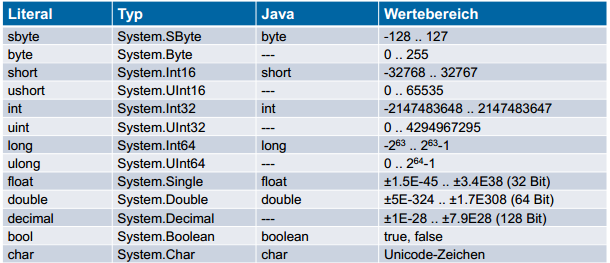 Literal Typ Java Wertebereich
sbyte System.SByte byte -128 .. 127
byte System.Byte --- 0 .. 255
short System.Int16 short -32768 .. 32767
ushort System.UInt16 --- 0 .. 65535
int System.Int32 int -2147483648 .. 2147483647
uint System.UInt32 --- 0 .. 4294967295
long System.Int64 long -2⁶³ .. 2⁶³-1
ulong System.UInt64 --- 0 .. 2⁶⁴-1
float System.Single float ±1.5E-45 .. ±3.4E38 (32 Bit)
double System.Double double ±5E-324 .. ±1.7E308 (64 Bit)
decimal System.Decimal --- ±1E-28 .. ±7.9E28 (128 Bit)
bool System.Boolean boolean true, false
char System.Char char Unicode-Zeichen